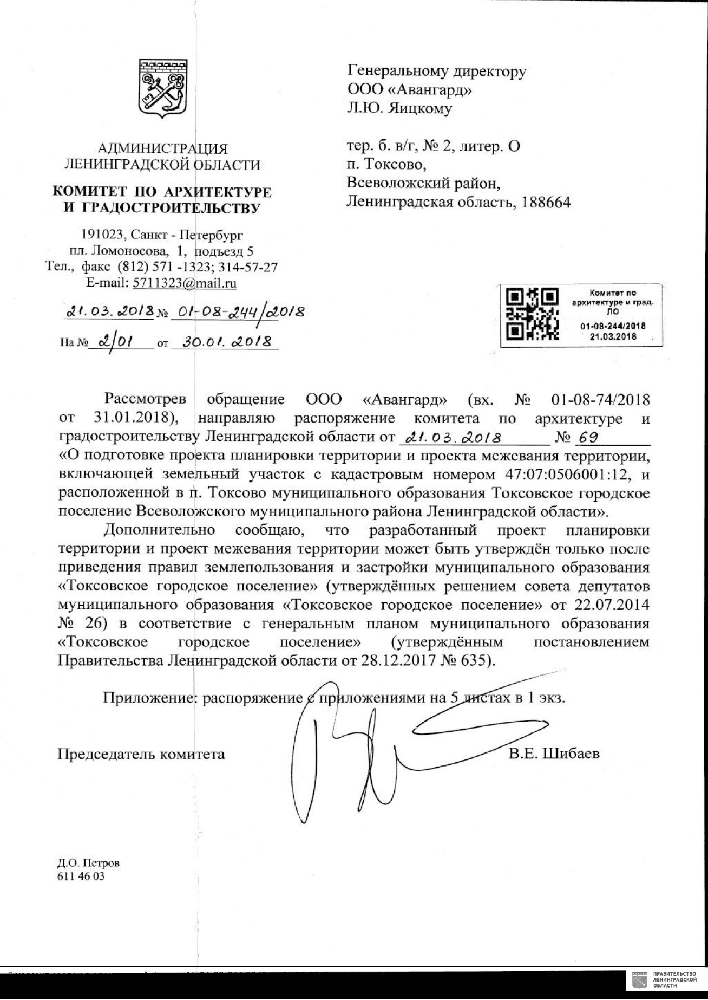 АДМИНИСТРАЦИЯ
ЛЕНИНГРАДСКОЙ ОБЛАСТИ
КОМИТЕТ ПО АРХИТЕКТУРЕ
И ГРАДОСТРОИТЕЛЬСТВУ
191023, Санкт - Петербург
пл. Ломоносова, 1, подъезд 5
Тел., факс (812) 571 -1323; 314-57-27
E-mail: 5711323@mail.ru
21.03.2018 № 01-08-244/2018
На № 2/01 от 30.01.2018
Генеральному директору
ООО «Авангард»
Л.Ю. Яицкому
тер. б. в/г, № 2, литер. О
п. Токсово,
Всеволожский район,
Ленинградская область, 188664
Комитет по
архитектуре и град.
ЛО
01-08-244/2018
21.03.2018
Рассмотрев обращение ООО «Авангард» (вх. № 01-08-74/2018
от 31.01.2018), направляю распоряжение комитета по архитектуре и
градостроительству Ленинградской области от 21.03.2018 № 69
«О подготовке проекта планировки территории и проекта межевания территории,
включающей земельный участок с кадастровым номером 47:07:0506001:12, и
расположенной в п. Токсово муниципального образования Токсовское городское
поселение Всеволожского муниципального района Ленинградской области».
Дополнительно сообщаю, что разработанный проект планировки
территории и проект межевания территории может быть утверждён только после
приведения правил землепользования и застройки муниципального образования
«Токсовское городское поселение» (утверждённых решением совета депутатов
муниципального образования «Токсовское городское поселение» от 22.07.2014
№ 26) в соответствие с генеральным планом муниципального образования
«Токсовское городское поселение» (утверждённым постановлением
Правительства Ленинградской области от 28.12.2017 № 635).
Приложение: распоряжение с приложениями на 5 листах в 1 экз.
Председатель комитета В.Е. Шибаев
Д.О. Петров
611 46 03
ПРАВИТЕЛЬСТВО
ЛЕНИНГРАДСКОЙ
ОБЛАСТИ